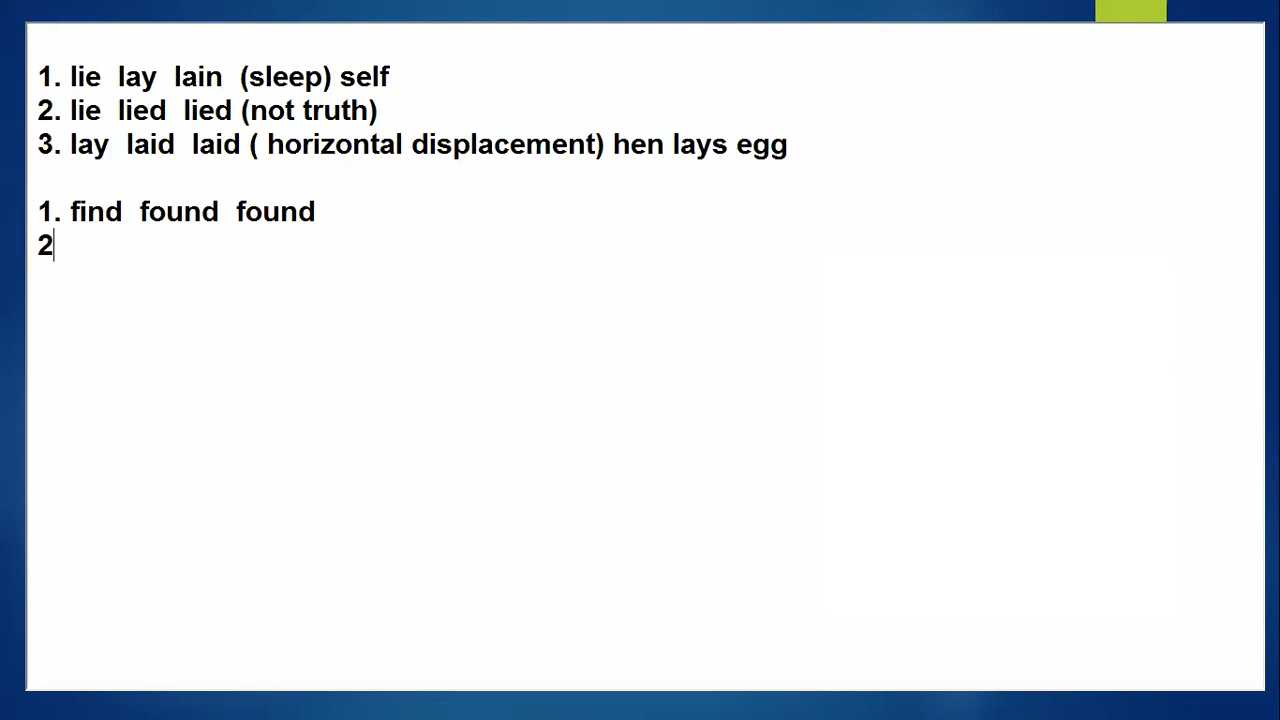 1. lie lay lain (sleep) self
2. lie lied lied (not truth)
3. lay laid laid ( horizontal displacement) hen lays egg
1. find found found
2